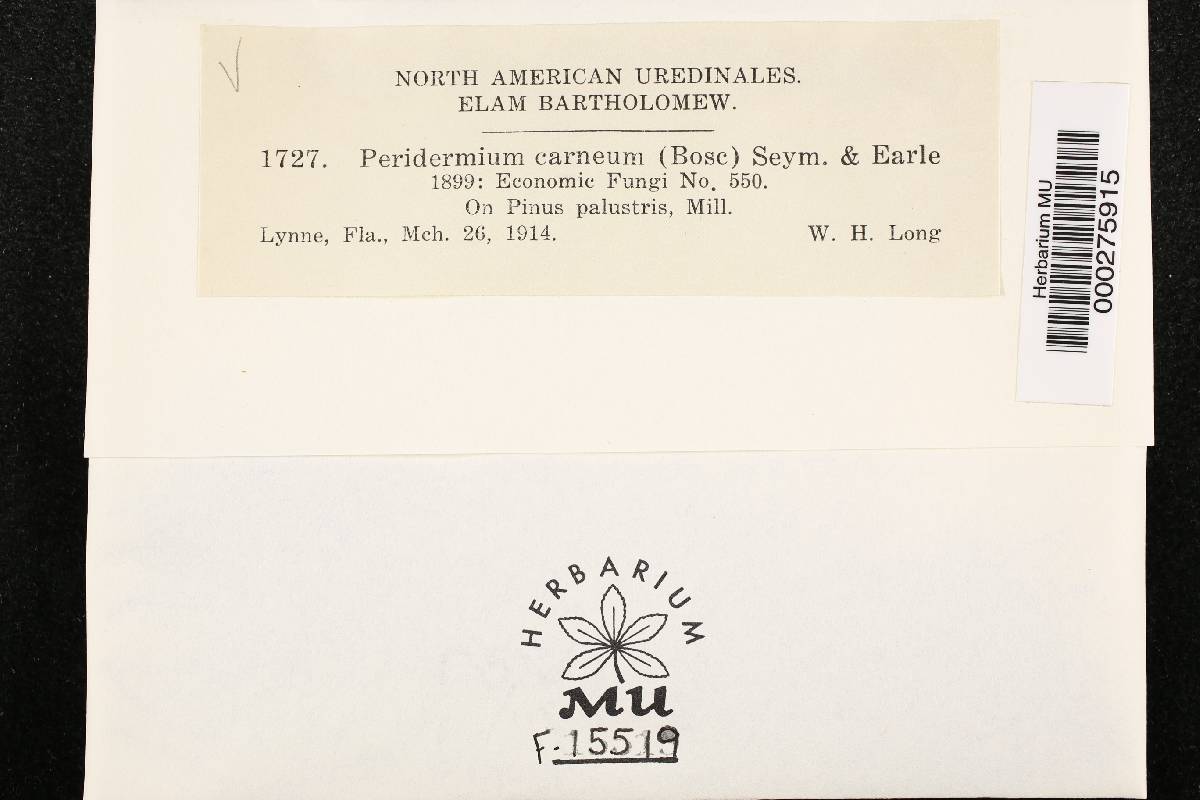 NORTH AMERICAN UREDINALES.
ELAM BARTHOLOMEW.
1727. Peridermium carneum (Bosc) Seym. & Earle
1899: Economic Fungi No. 550.
On Pinus palustris, Mill.
Lynne, Fla., Mch. 26, 1914. W. H. Long
Herbarium MU
000275915
HERBARIUM
MU
F-15519